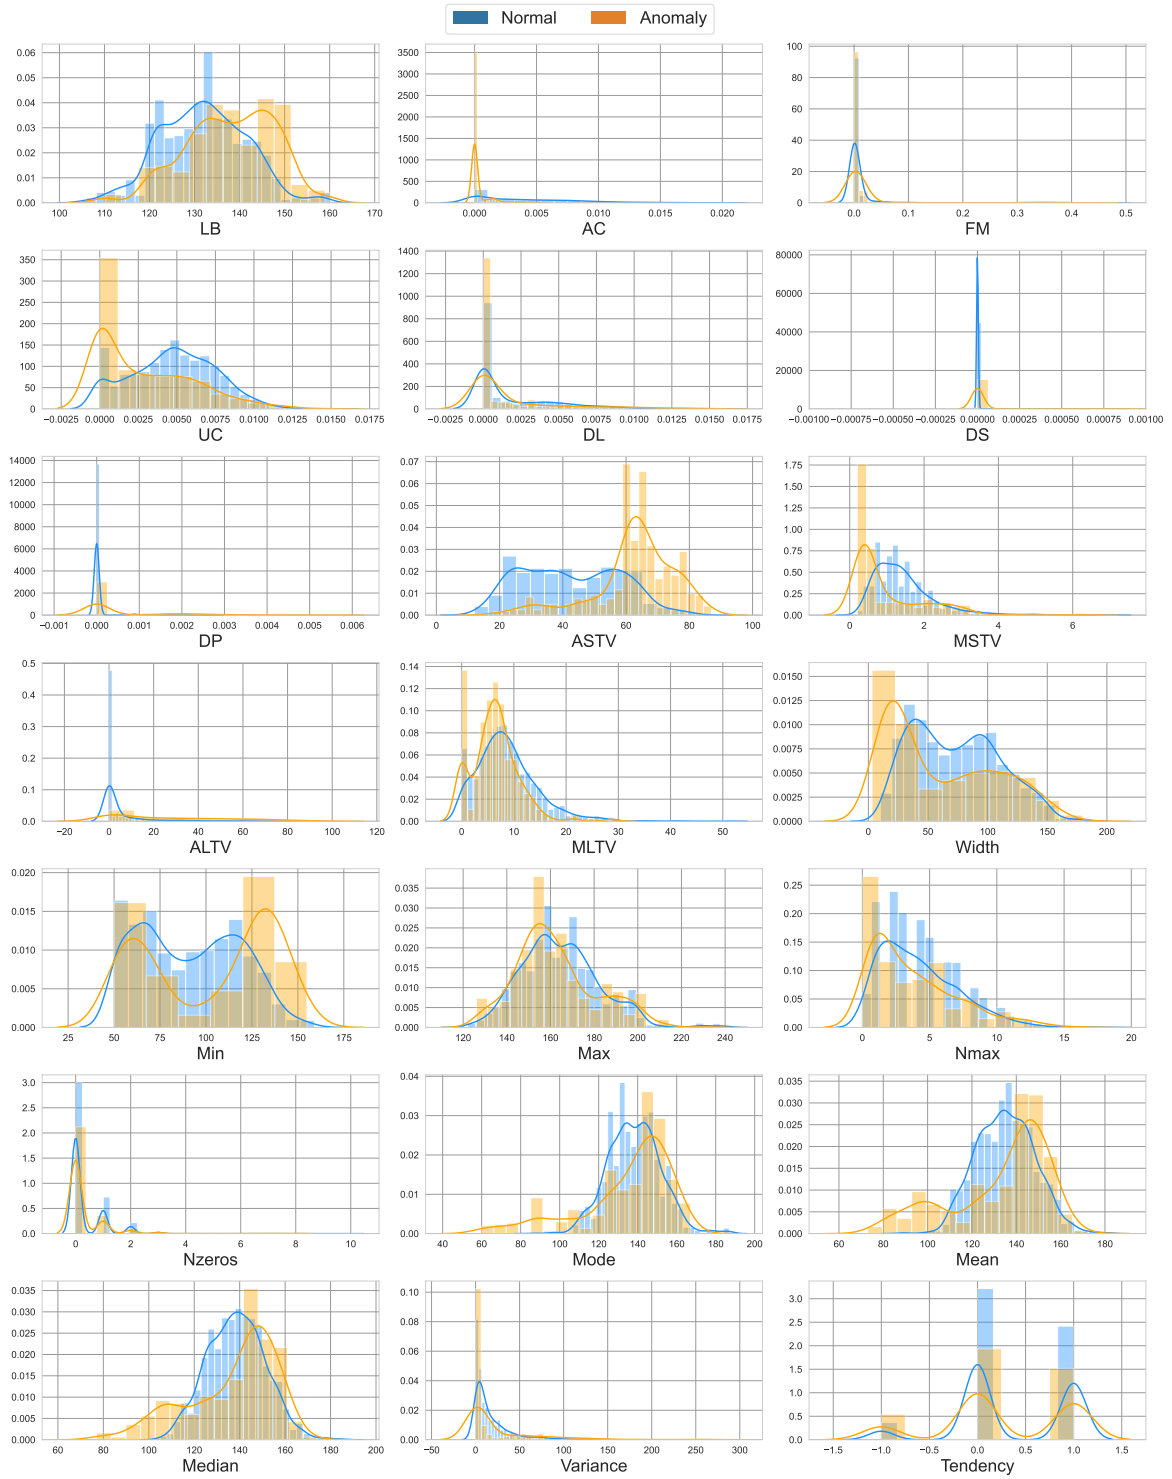 Normal Anomaly
0.06 0.05 0.04 0.03 0.02 0.01 0.00
100 110 120 130 140 150 160 170
LB
3500 3000 2500 2000 1500 1000 500 0
0.000 0.005 0.010 0.015 0.020
AC
100 80 60 40 20 0
0.0 0.1 0.2 0.3 0.4 0.5
FM
350 300 250 200 150 100 50 0
−0.0025 0.0000 0.0025 0.0050 0.0075 0.0100 0.0125 0.0150 0.0175
UC
1400 1200 1000 800 600 400 200 0
−0.0025 0.0000 0.0025 0.0050 0.0075 0.0100 0.0125 0.0150 0.0175
DL
80000 60000 40000 20000 0
−0.00100 −0.00075 −0.00050 −0.00025 0.00000 0.00025 0.00050 0.00075 0.00100
DS
14000 12000 10000 8000 6000 4000 2000 0
−0.001 0.000 0.001 0.002 0.003 0.004 0.005 0.006
DP
0.07 0.06 0.05 0.04 0.03 0.02 0.01 0.00
0 20 40 60 80 100
ASTV
1.75 1.50 1.25 1.00 0.75 0.50 0.25 0.00
0 2 4 6
MSTV
0.5 0.4 0.3 0.2 0.1 0.0
−20 0 20 40 60 80 100 120
ALTV
0.14 0.12 0.10 0.08 0.06 0.04 0.02 0.00
0 10 20 30 40 50
MLTV
0.0150 0.0125 0.0100 0.0075 0.0050 0.0025 0.0000
0 50 100 150 200
Width
0.020 0.015 0.010 0.005 0.000
25 50 75 100 125 150 175
Min
0.035 0.030 0.025 0.020 0.015 0.010 0.005 0.000
120 140 160 180 200 220 240
Max
0.25 0.20 0.15 0.10 0.05 0.00
0 5 10 15 20
Nmax
3.0 2.5 2.0 1.5 1.0 0.5 0.0
0 2 4 6 8 10
Nzeros
0.04 0.03 0.02 0.01 0.00
40 60 80 100 120 140 160 180 200
Mode
0.035 0.030 0.025 0.020 0.015 0.010 0.005 0.000
60 80 100 120 140 160 180
Mean
0.035 0.030 0.025 0.020 0.015 0.010 0.005 0.000
60 80 100 120 140 160 180 200
Median
0.10 0.08 0.06 0.04 0.02 0.00
−50 0 50 100 150 200 250 300
Variance
3.0 2.5 2.0 1.5 1.0 0.5 0.0
−1.5 −1.0 −0.5 0.0 0.5 1.0 1.5
Tendency